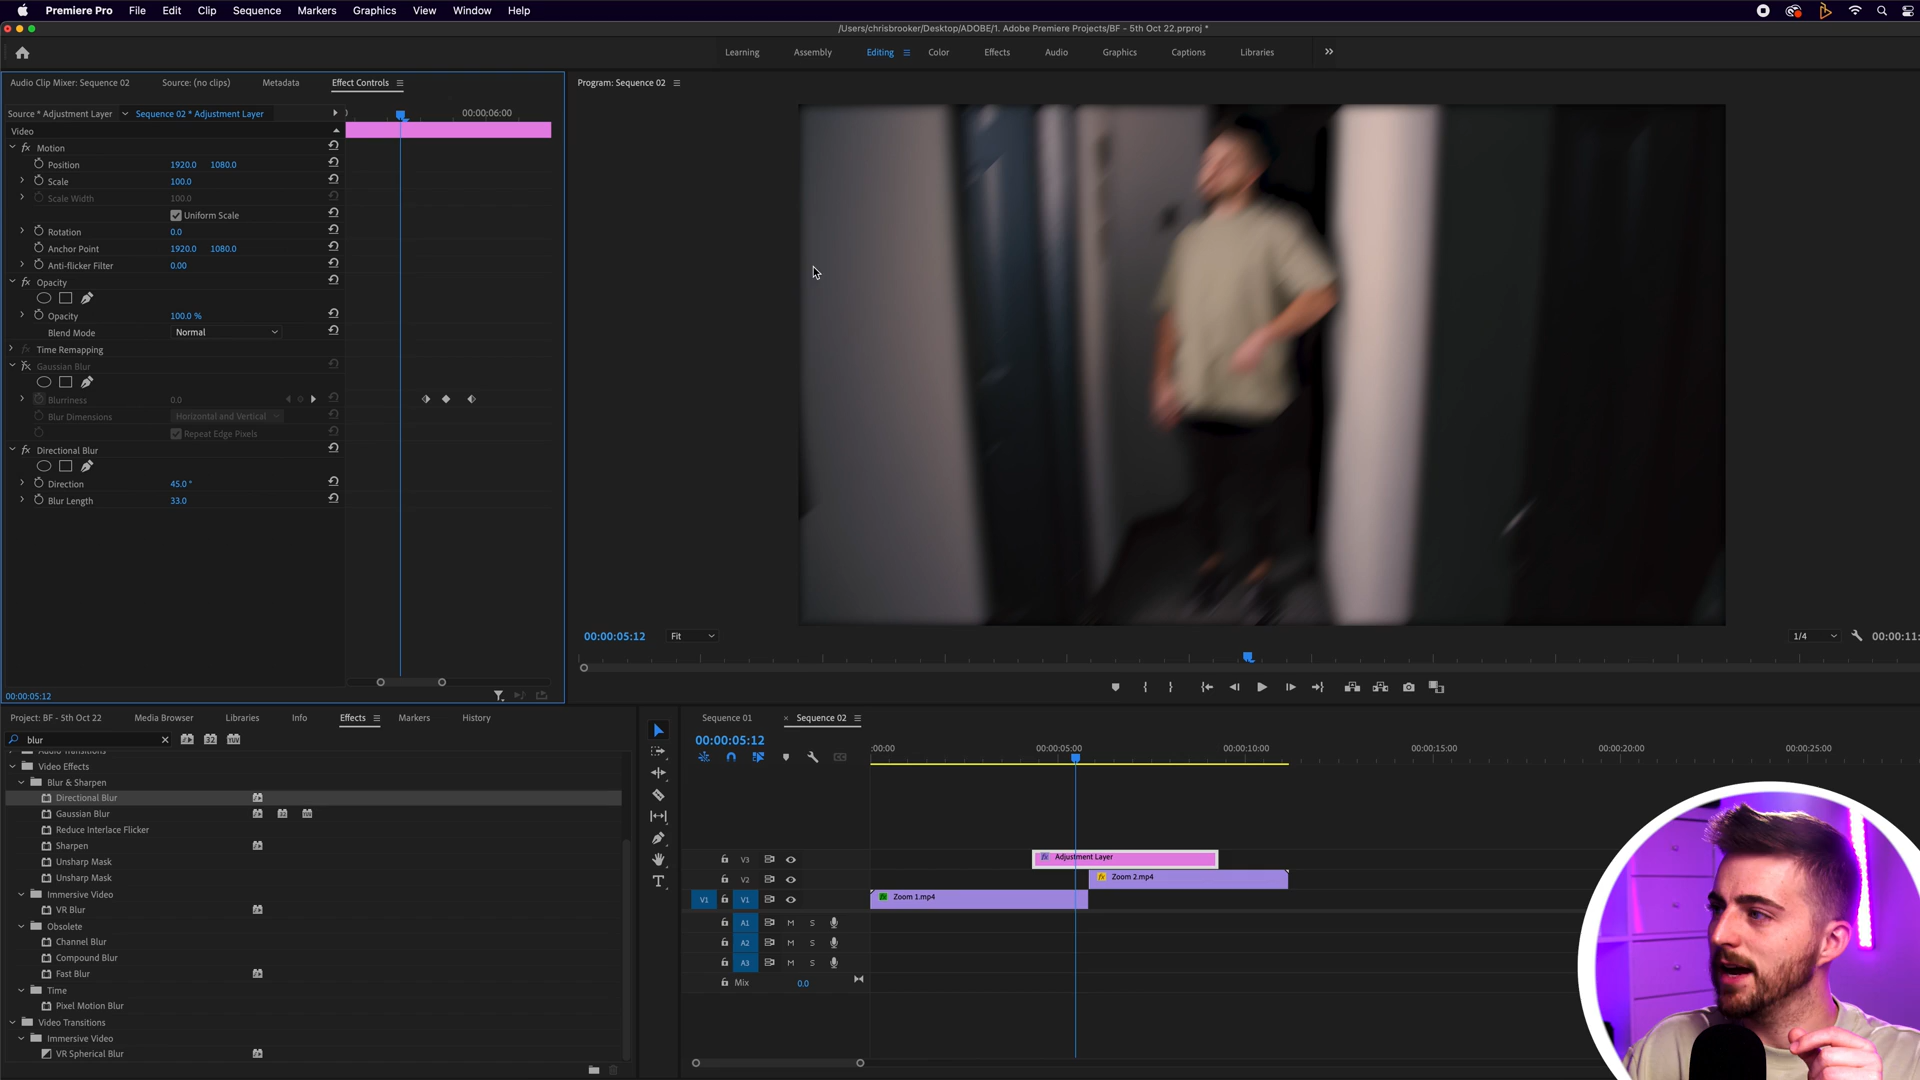 Premiere Pro File Edit Clip Sequence Markers Graphics View Window Help
/Users/chrisbrooker/Desktop/ADOBE/1. Adobe Premiere Projects/BF - 5th Oct 22.prproj *
Learning Assembly Editing Color Effects Audio Graphics Captions Libraries
Audio Clip Mixer: Sequence 02 Source: (no clips) Metadata Effect Controls
Program: Sequence 02
Source * Adjustment Layer Sequence 02 * Adjustment Layer 00:00:06:00
Video
Motion
Position 1920.0 1080.0
Scale 100.0
Scale Width 100.0
Uniform Scale
Rotation 0.0
Anchor Point 1920.0 1080.0
Anti-flicker Filter 0.00
Opacity
Opacity 100.0 %
Blend Mode Normal
Time Remapping
Gaussian Blur
Blurriness 0.0
Blur Dimensions Horizontal and Vertical
Repeat Edge Pixels
Directional Blur
Direction 45.0 °
Blur Length 33.0
00:00:05:12
00:00:05:12 Fit 1/4 00:00:11:
Project: BF - 5th Oct 22 Media Browser Libraries Info Effects Markers History
blur
Audio Transitions
Video Effects
Blur & Sharpen
Directional Blur
Gaussian Blur
Reduce Interlace Flicker
Sharpen
Unsharp Mask
Unsharp Mask
Immersive Video
VR Blur
Obsolete
Channel Blur
Compound Blur
Fast Blur
Time
Pixel Motion Blur
Video Transitions
Immersive Video
VR Spherical Blur
Sequence 01 × Sequence 02
00:00:05:12
:00:00 00:00:05:00 00:00:10:00 00:00:15:00 00:00:20:00 00:00:25:00
V3 fx Adjustment Layer
V2 fx Zoom 2.mp4
V1 V1 Zoom 1.mp4
A1 M S
A2 M S
A3 M S
Mix 0.0